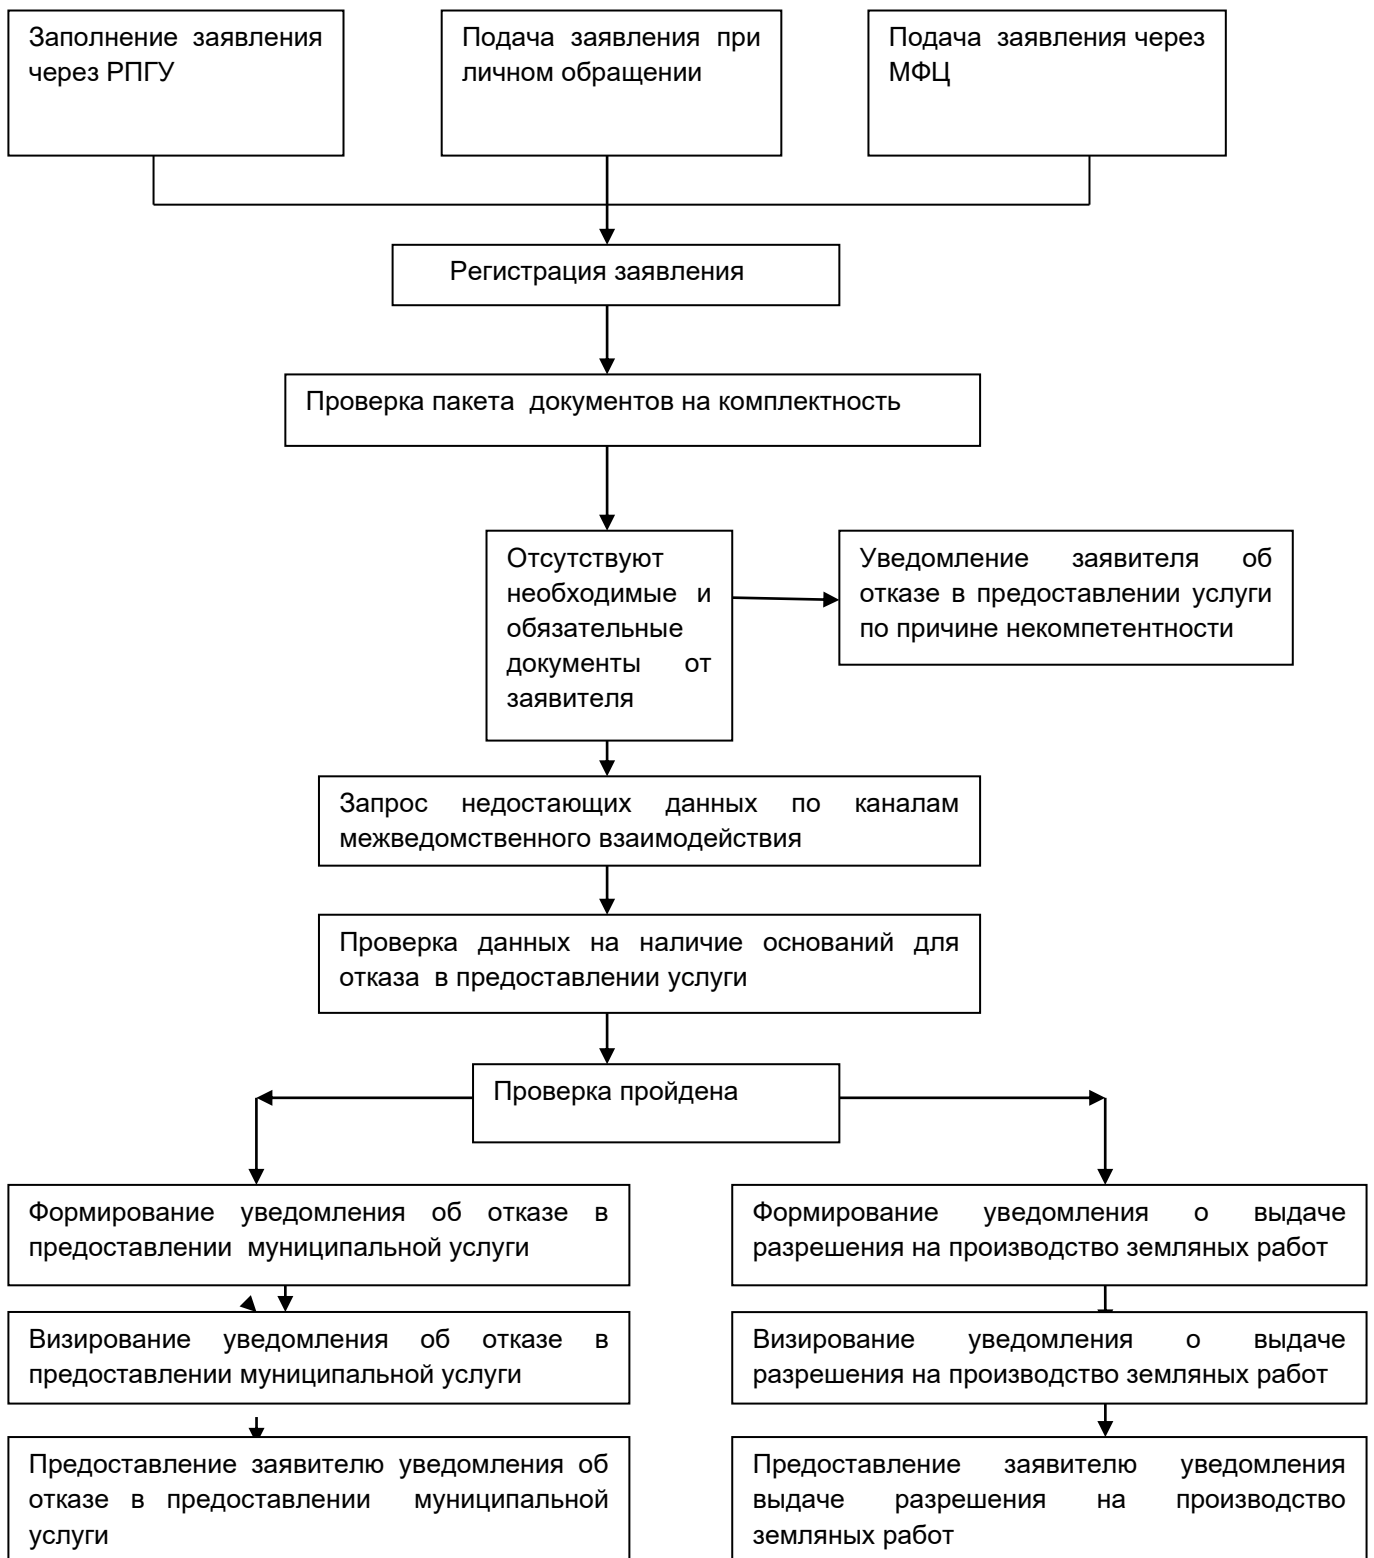 Заполнение заявления
через РПГУ
Подача заявления при
личном обращении
Подача заявления через
МФЦ
Регистрация заявления
Проверка пакета документов на комплектность
Отсутствуют
необходимые и
обязательные
документы от
заявителя
Уведомление заявителя об
отказе в предоставлении услуги
по причине некомпетентности
Запрос недостающих данных по каналам
межведомственного взаимодействия
Проверка данных на наличие оснований для
отказа в предоставлении услуги
Проверка пройдена
Формирование уведомления об отказе в
предоставлении муниципальной услуги
Формирование уведомления о выдаче
разрешения на производство земляных работ
Визирование уведомления об отказе в
предоставлении муниципальной услуги
Визирование уведомления о выдаче
разрешения на производство земляных работ
Предоставление заявителю уведомления об
отказе в предоставлении муниципальной
услуги
Предоставление заявителю уведомления
выдаче разрешения на производство
земляных работ